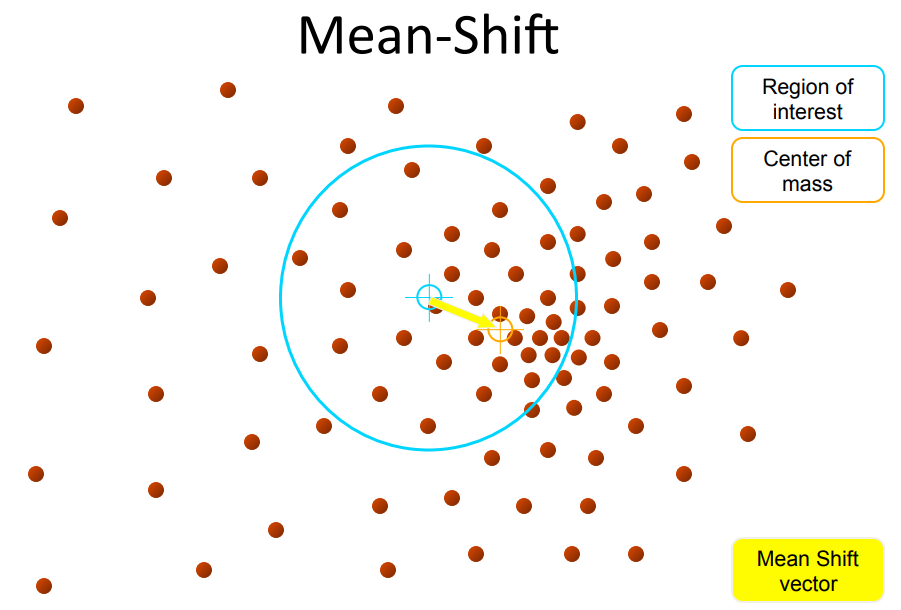 Mean-Shift
Region of
interest
Center of
mass
Mean Shift
vector